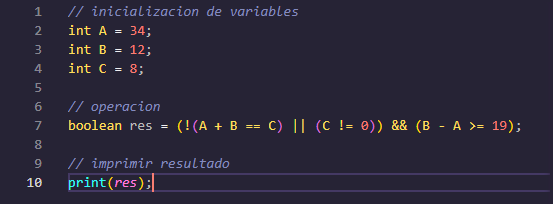 1 // inicializacion de variables
2 int A = 34;
3 int B = 12;
4 int C = 8;
5
6 // operacion
7 boolean res = (!(A + B == C) || (C != 0)) && (B - A >= 19);
8
9 // imprimir resultado
10 print(res);